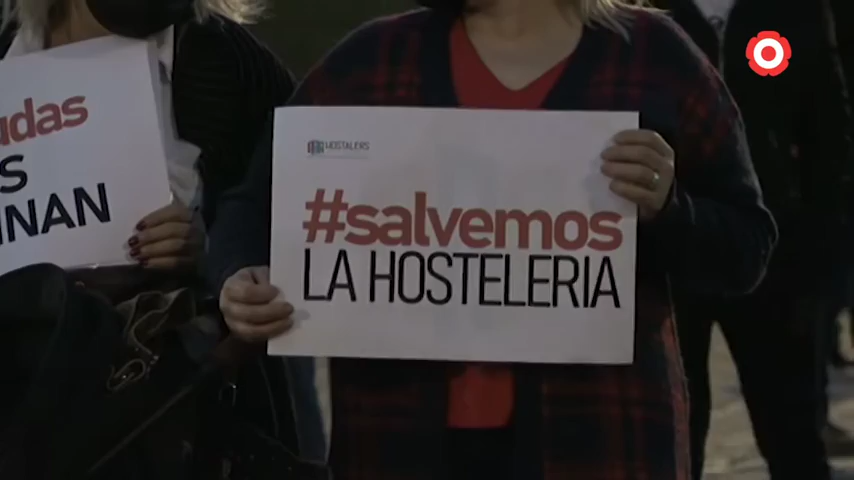 udas
S
INAN
HOSTALERS
#salvemos
LA HOSTELERIA